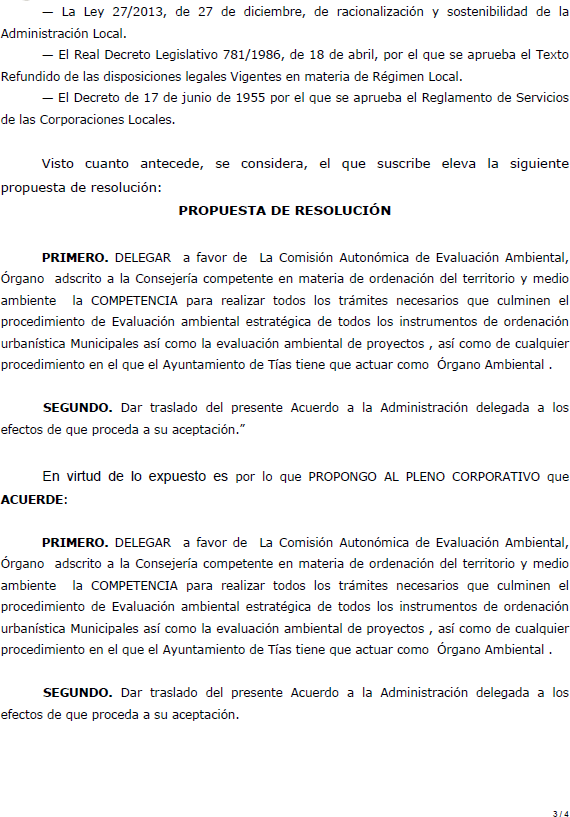 — La Ley 27/2013, de 27 de diciembre, de racionalización y sostenibilidad de la
Administración Local.
— El Real Decreto Legislativo 781/1986, de 18 de abril, por el que se aprueba el Texto
Refundido de las disposiciones legales Vigentes en materia de Régimen Local.
— El Decreto de 17 de junio de 1955 por el que se aprueba el Reglamento de Servicios
de las Corporaciones Locales.
Visto cuanto antecede, se considera, el que suscribe eleva la siguiente
propuesta de resolución:
PROPUESTA DE RESOLUCIÓN
PRIMERO. DELEGAR a favor de La Comisión Autonómica de Evaluación Ambiental,
Órgano adscrito a la Consejería competente en materia de ordenación del territorio y medio
ambiente la COMPETENCIA para realizar todos los trámites necesarios que culminen el
procedimiento de Evaluación ambiental estratégica de todos los instrumentos de ordenación
urbanística Municipales así como la evaluación ambiental de proyectos , así como de cualquier
procedimiento en el que el Ayuntamiento de Tías tiene que actuar como Órgano Ambiental .
SEGUNDO. Dar traslado del presente Acuerdo a la Administración delegada a los
efectos de que proceda a su aceptación.”
En virtud de lo expuesto es por lo que PROPONGO AL PLENO CORPORATIVO que
ACUERDE:
PRIMERO. DELEGAR a favor de La Comisión Autonómica de Evaluación Ambiental,
Órgano adscrito a la Consejería competente en materia de ordenación del territorio y medio
ambiente la COMPETENCIA para realizar todos los trámites necesarios que culminen el
procedimiento de Evaluación ambiental estratégica de todos los instrumentos de ordenación
urbanística Municipales así como la evaluación ambiental de proyectos , así como de cualquier
procedimiento en el que el Ayuntamiento de Tías tiene que actuar como Órgano Ambiental .
SEGUNDO. Dar traslado del presente Acuerdo a la Administración delegada a los
efectos de que proceda a su aceptación.
3 / 4